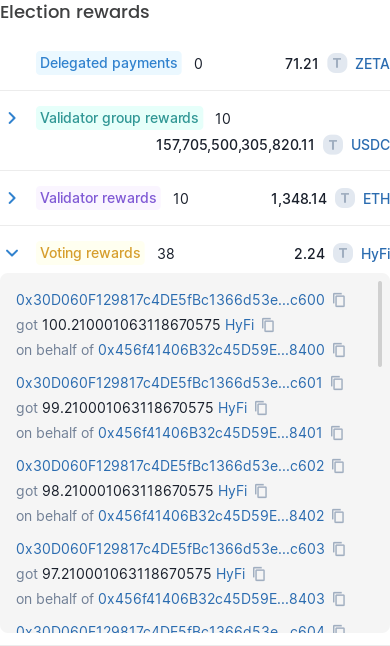 Election rewards
Delegated payments 0 71.21 T ZETA
Validator group rewards 10
157,705,500,305,820.11 T USDC
Validator rewards 10 1,348.14 T ETH
Voting rewards 38 2.24 T HyFi
0x30D060F129817c4DE5fBc1366d53e...c600
got 100.210001063118670575 HyFi
on behalf of 0x456f41406B32c45D59E...8400
0x30D060F129817c4DE5fBc1366d53e...c601
got 99.210001063118670575 HyFi
on behalf of 0x456f41406B32c45D59E...8401
0x30D060F129817c4DE5fBc1366d53e...c602
got 98.210001063118670575 HyFi
on behalf of 0x456f41406B32c45D59E...8402
0x30D060F129817c4DE5fBc1366d53e...c603
got 97.210001063118670575 HyFi
on behalf of 0x456f41406B32c45D59E...8403
0x30D060F129817c4DE5fBc1366d53e...c604